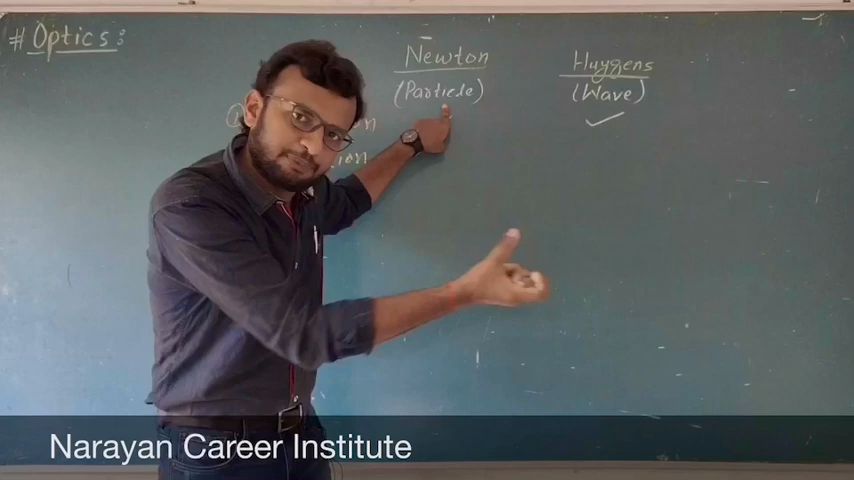 # Optics :
Newton
Huygens
(Particle)
(Wave)
Narayan Career Institute